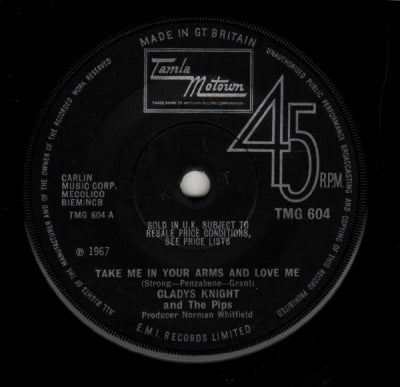 MADE IN GT. BRITAIN
Tamla
Motown
TRADE MARK OF MOTOWN RECORD CORPORATION
ALL RIGHTS OF THE MANUFACTURER AND OF THE OWNER OF THE RECORDED WORK RESERVED
UNAUTHORISED PUBLIC PERFORMANCE BROADCASTING AND COPYING OF THIS RECORD PROHIBITED
45
R.P.M.
TMG 604
CARLIN
MUSIC CORP.
MECOLICO
BIEM/NCB
TMG 604 A
SOLD IN U.K. SUBJECT TO
RESALE PRICE CONDITIONS,
SEE PRICE LISTS
℗ 1967
TAKE ME IN YOUR ARMS AND LOVE ME
(Strong—Penzabene—Grant)
GLADYS KNIGHT
and The Pips
Producer Norman Whitfield
E.M.I. RECORDS LIMITED